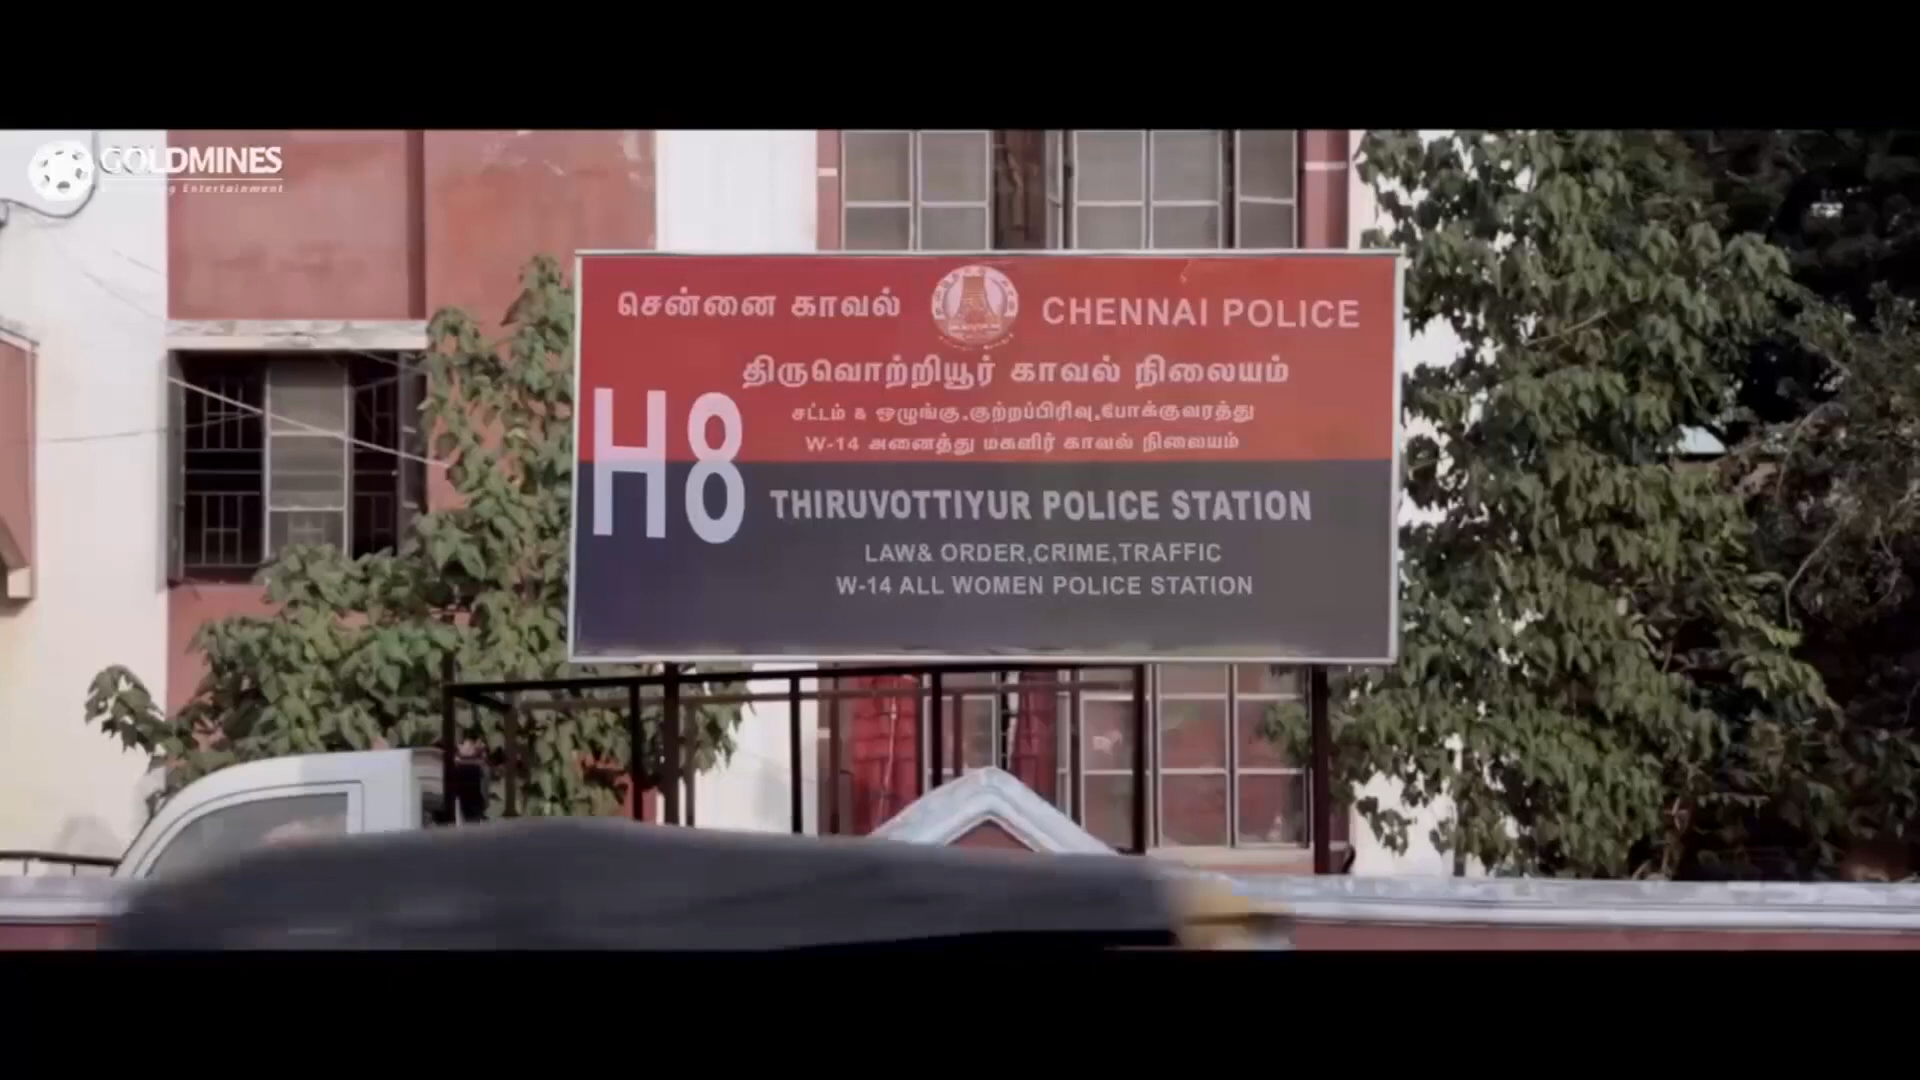 GOLDMINES
Entertainment
சென்னை காவல்
CHENNAI POLICE
திருவொற்றியூர் காவல் நிலையம்
H8
சட்டம் & ஒழுங்கு.குற்றப்பிரிவு.போக்குவரத்து
W-14 அனைத்து மகளிர் காவல் நிலையம்
THIRUVOTTIYUR POLICE STATION
LAW& ORDER,CRIME,TRAFFIC
W-14 ALL WOMEN POLICE STATION